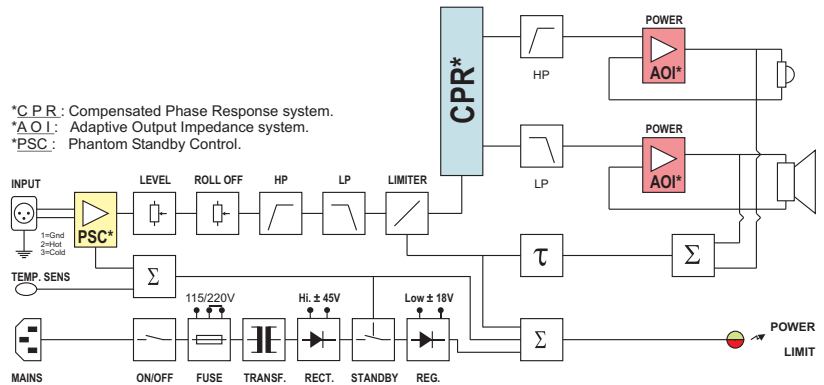 POWER
CPR*
AOI*
HP
*C P R : Compensated Phase Response system.
*A O I : Adaptive Output Impedance system.
*PSC : Phantom Standby Control.
POWER
AOI*
LP
INPUT
LEVEL
ROLL OFF
HP
LP
LIMITER
1=Gnd
2=Hot
3=Cold
PSC*
τ
Σ
TEMP. SENS
Σ
115/220V
Hi. ± 45V
Low ± 18V
Σ
POWER
LIMIT
MAINS
ON/OFF
FUSE
TRANSF.
RECT.
STANDBY
REG.